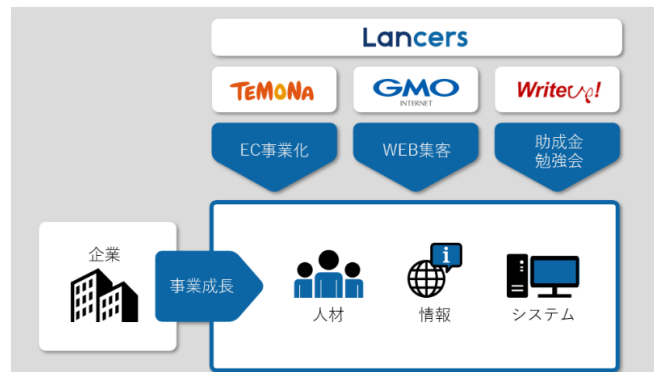 Lancers
TEMONA
GMO
INTERNET
Writeup!
EC事業化
WEB集客
助成金
勉強会
企業
事業成長
i
人材
情報
システム